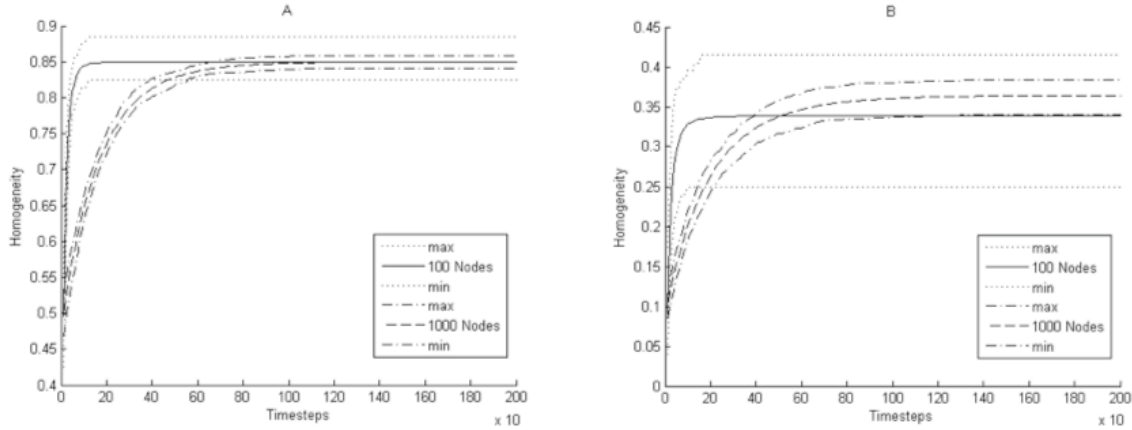 A
0.9
0.85
0.8
0.75
0.7
0.65
0.6
0.55
0.5
0.45
0.4
Homogeneity
max
100 Nodes
min
max
1000 Nodes
min
0 20 40 60 80 100 120 140 160 180 200
Timesteps
x 10
B
0.45
0.4
0.35
0.3
0.25
0.2
0.15
0.1
0.05
0
Homogeneity
max
100 Nodes
min
max
1000 Nodes
min
0 20 40 60 80 100 120 140 160 180 200
Timesteps
x 10